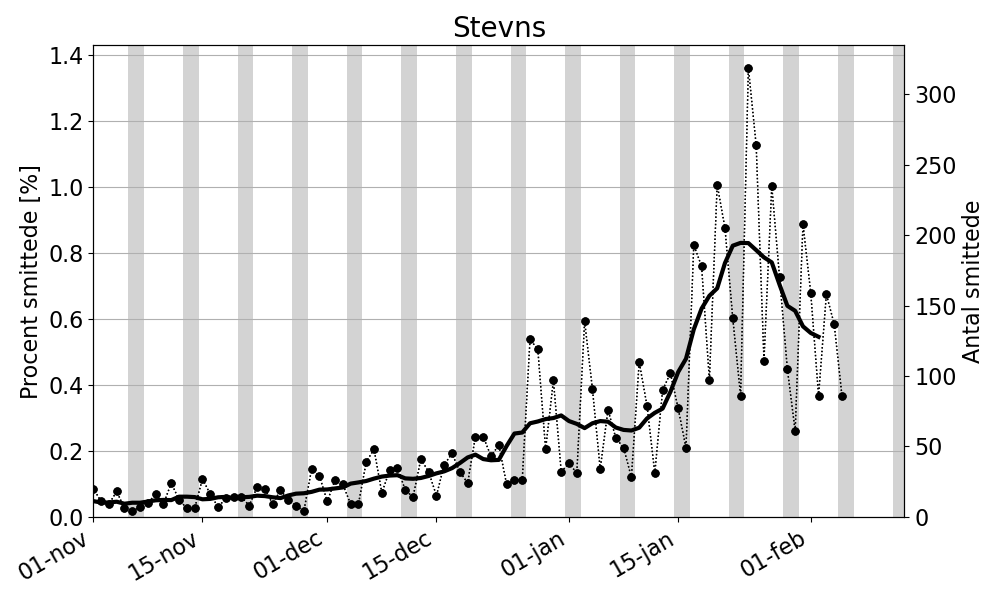 Stevns
Procent smittede [%]
1.4
1.2
1.0
0.8
0.6
0.4
0.2
0.0
300
250
200
150
100
50
0
Antal smittede
01-nov
15-nov
01-dec
15-dec
01-jan
15-jan
01-feb